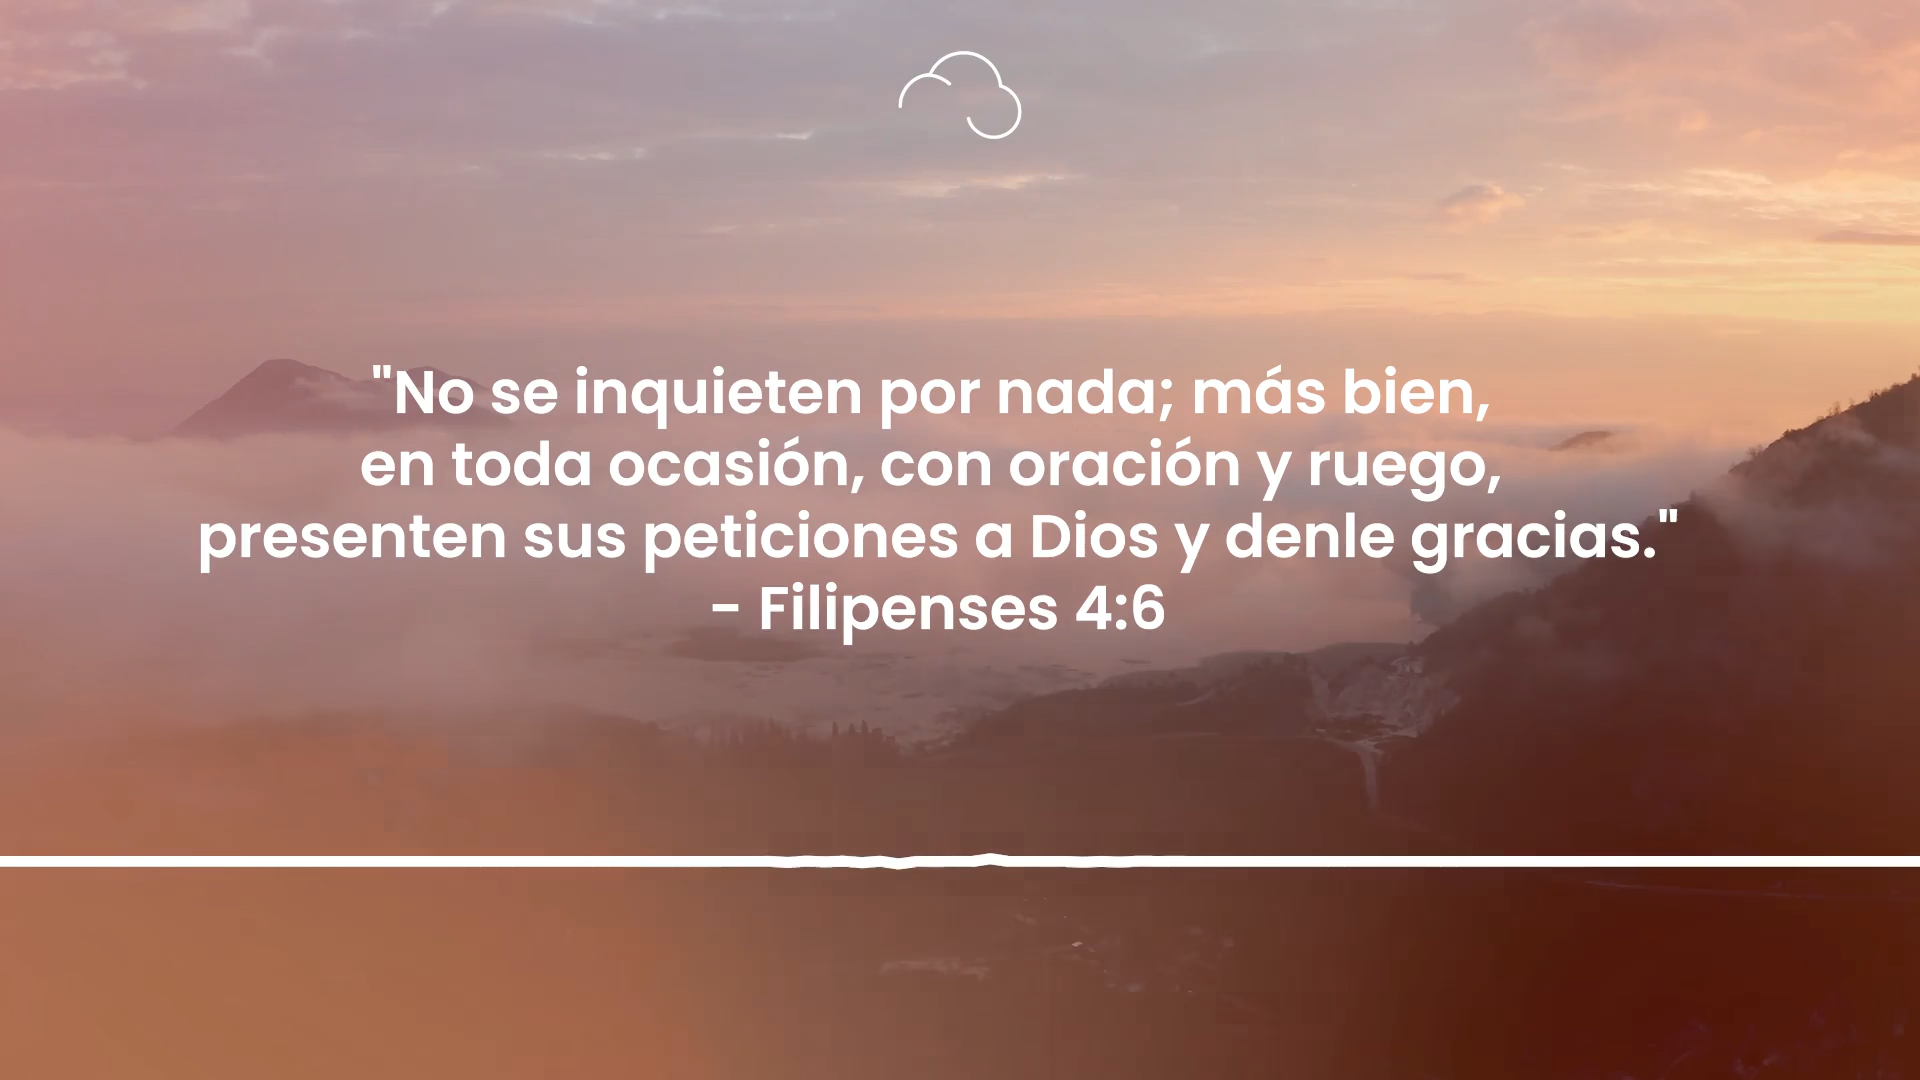 "No se inquieten por nada; más bien,
en toda ocasión, con oración y ruego,
presenten sus peticiones a Dios y denle gracias."
- Filipenses 4:6